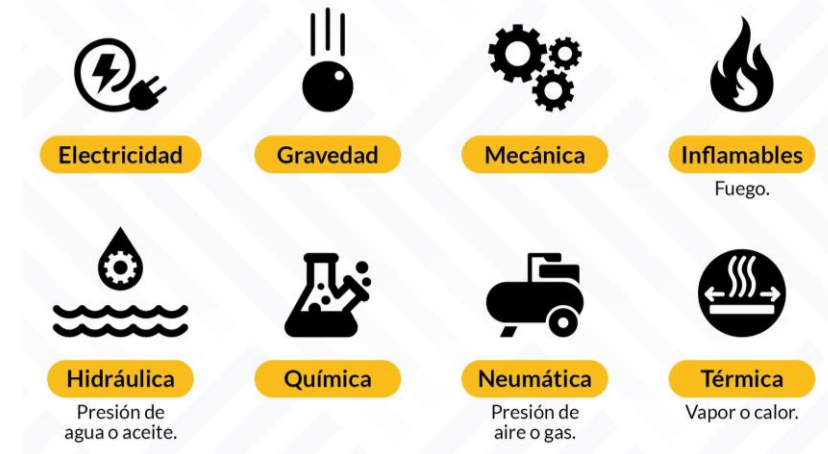 Electricidad
Gravedad
Mecánica
Inflamables
Fuego.
Hidráulica
Presión de
agua o aceite.
Química
Neumática
Presión de
aire o gas.
Térmica
Vapor o calor.